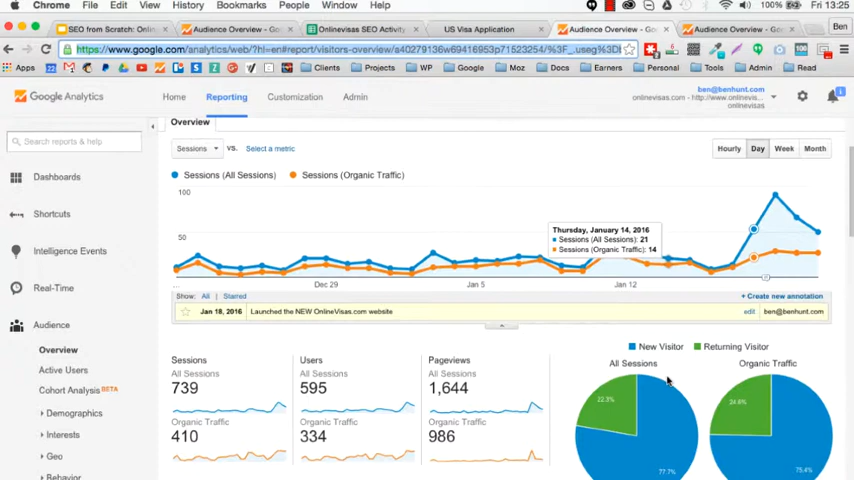 Chrome File Edit View History Bookmarks People Window Help 100% Fri 13:25
SEO from Scratch: Onlin Audience Overview - Goo Onlinevisas SEO Activity US Visa Application Audience Overview - Goo Audience Overview - Goo Ben
https://www.google.com/analytics/web/?hl=en#report/visitors-overview/a40279136w69416953p71523254/%3F_.useg%3D
Apps Clients Projects WP Google Moz Docs Earners Personal Tools Admin Read
Google Analytics Home Reporting Customization Admin
ben@benhunt.com
onlinevisas.com - http://www.onlinevis...
onlinevisas
Overview
Search reports & help
Sessions VS. Select a metric
Hourly Day Week Month
Dashboards
Sessions (All Sessions) Sessions (Organic Traffic)
100
Shortcuts
Thursday, January 14, 2016
Sessions (All Sessions): 21
Sessions (Organic Traffic): 14
50
Intelligence Events
... Dec 29 Jan 5 Jan 12
Real-Time
Show: All Starred
+ Create new annotation
Jan 18, 2016 Launched the NEW OnlineVisas.com website edit ben@benhunt.com
Audience
Overview
Active Users
Cohort Analysis BETA
Demographics
Interests
Geo
Behavior
New Visitor Returning Visitor
Sessions Users Pageviews
All Sessions All Sessions All Sessions
739 595 1,644
Organic Traffic Organic Traffic Organic Traffic
410 334 986
All Sessions Organic Traffic
22.3% 24.6%
77.7% 75.4%